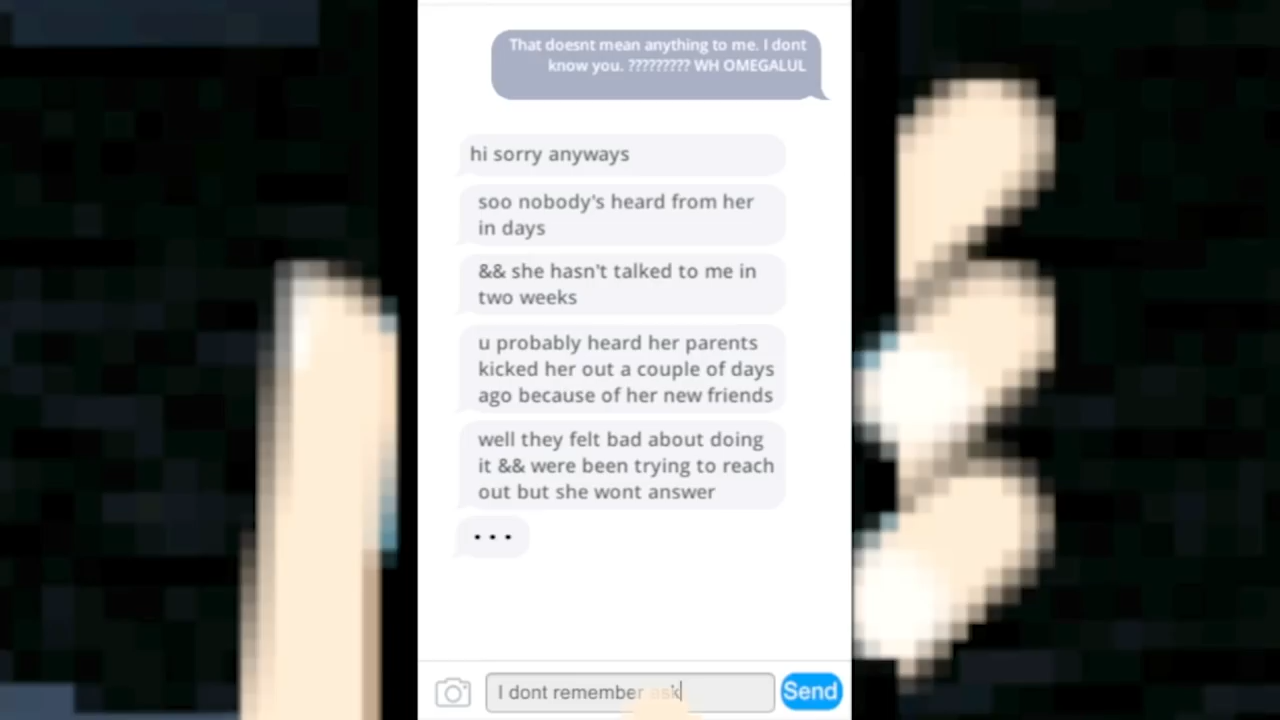 That doesnt mean anything to me. I dont
know you. ????????? WH OMEGALUL
hi sorry anyways
soo nobody's heard from her
in days
&& she hasn't talked to me in
two weeks
u probably heard her parents
kicked her out a couple of days
ago because of her new friends
well they felt bad about doing
it && were been trying to reach
out but she wont answer
• • •
I dont remember ask
Send